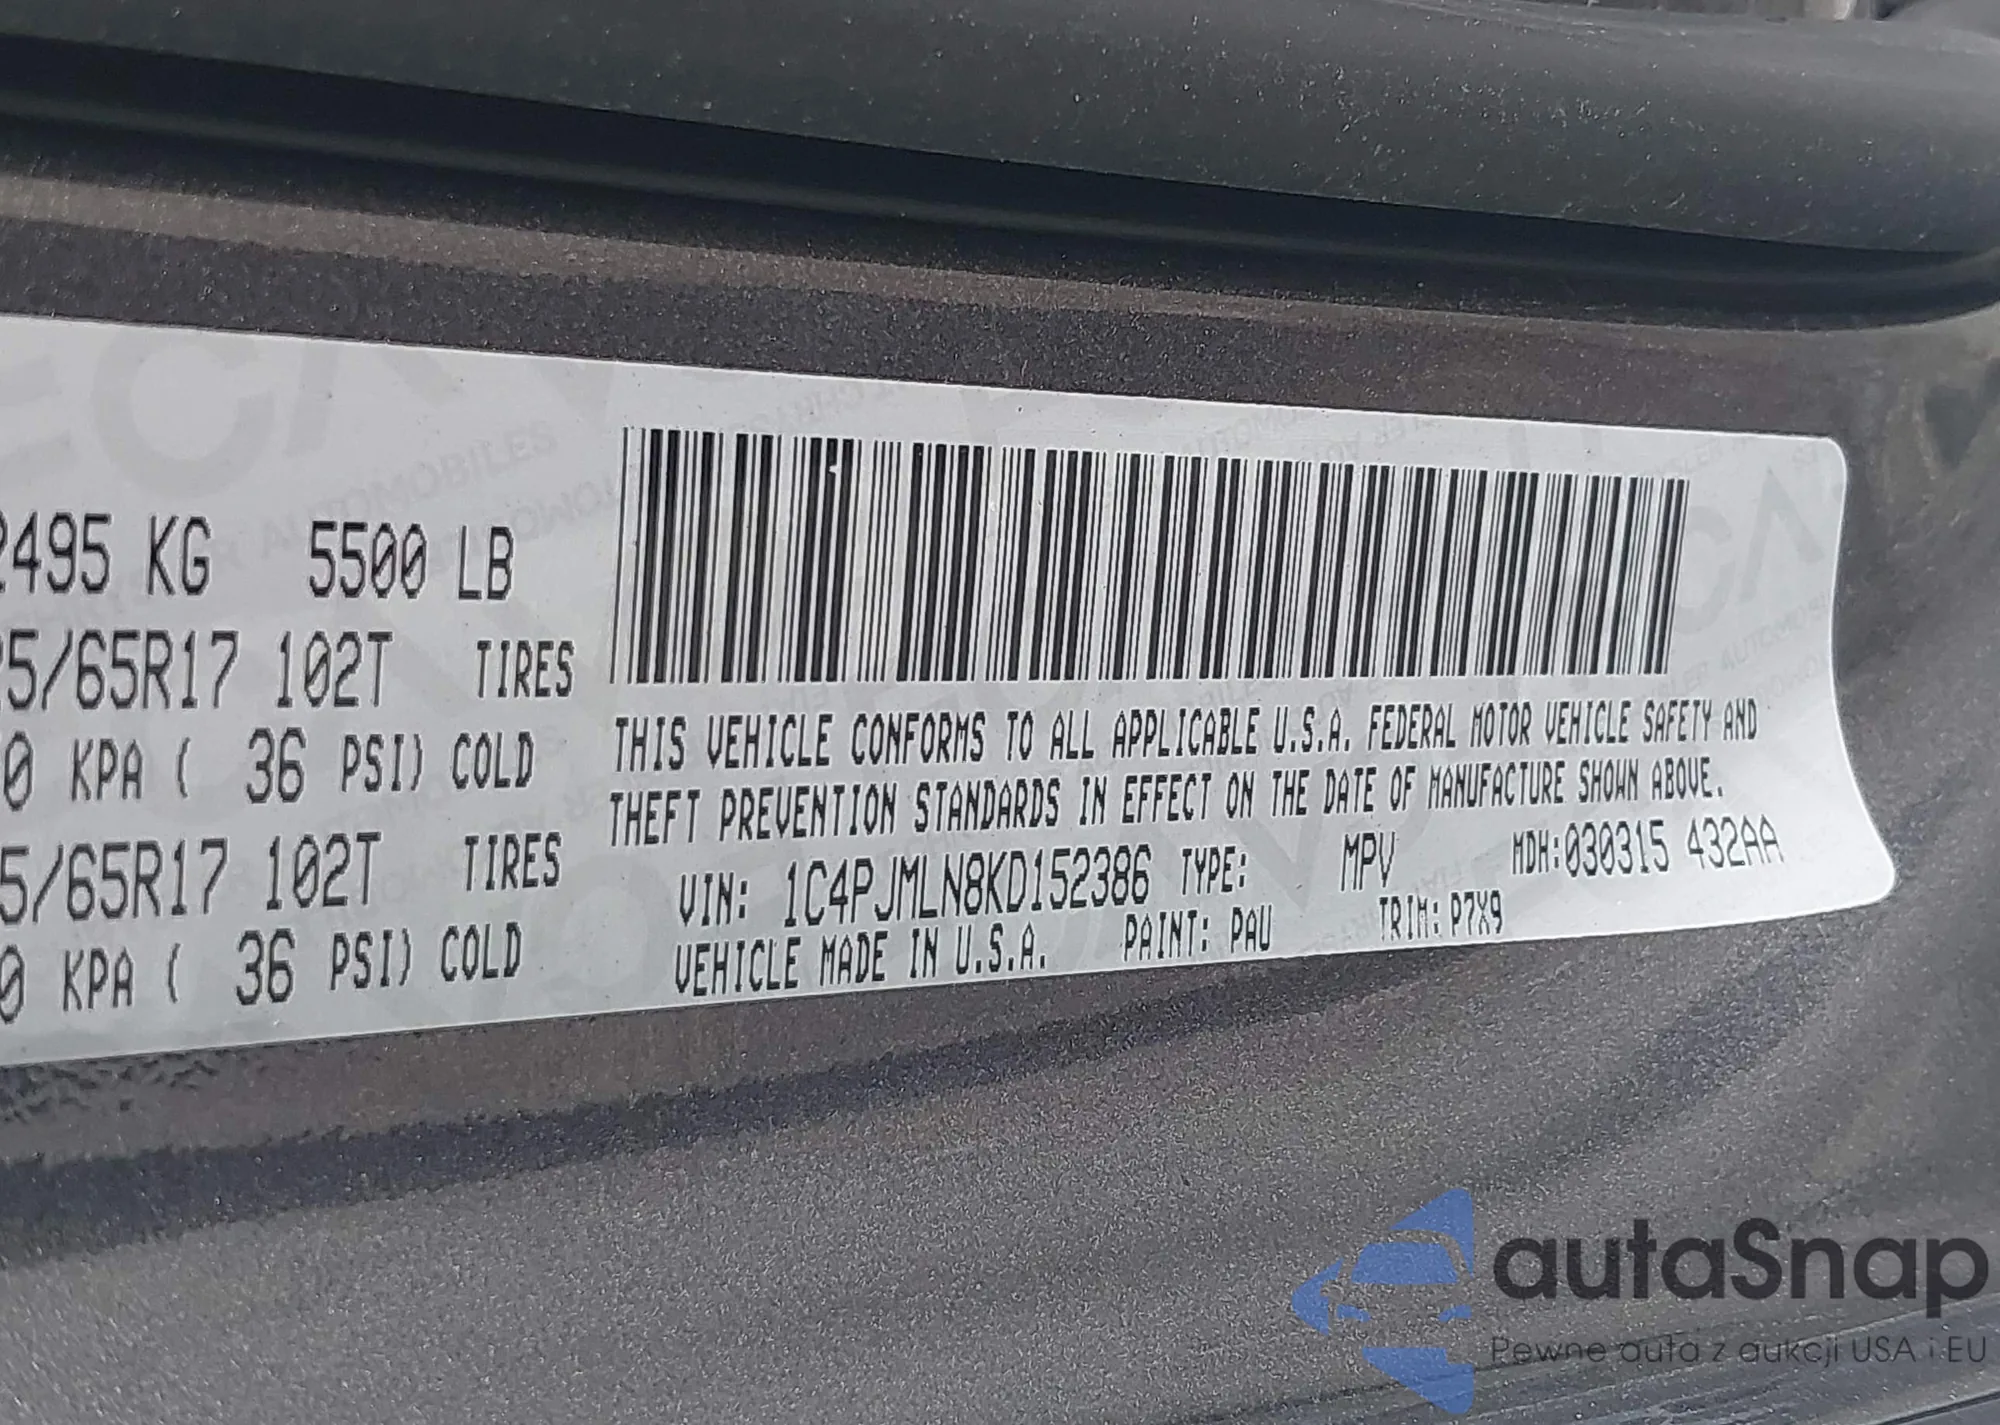 2495 KG 5500 LB
25/65R17 102T TIRES
0 KPA ( 36 PSI) COLD
5/65R17 102T TIRES
0 KPA ( 36 PSI) COLD
THIS VEHICLE CONFORMS TO ALL APPLICABLE U.S.A. FEDERAL MOTOR VEHICLE SAFETY AND
THEFT PREVENTION STANDARDS IN EFFECT ON THE DATE OF MANUFACTURE SHOWN ABOVE.
VIN: 1C4PJMLN8KD152386 TYPE: MPV MDH:030315 432AA
VEHICLE MADE IN U.S.A. PAINT: PAU TRIM: P7X9
autaSnap
Pewne auta z aukcji USA i EU